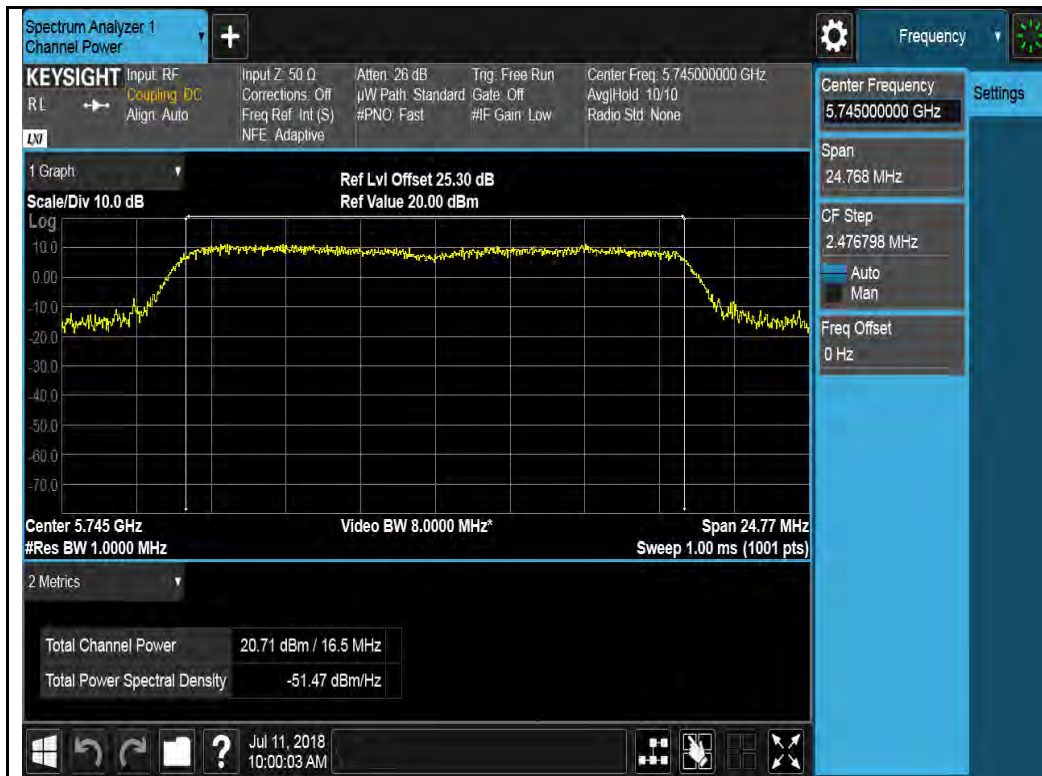 Spectrum Analyzer 1
Channel Power
+
Frequency
KEYSIGHT
RL
LXI
Input: RF
Coupling: DC
Align: Auto
Input Z: 50 Ω
Corrections: Off
Freq Ref: Int (S)
NFE: Adaptive
Atten: 26 dB
µW Path: Standard
#PNO: Fast
Trig: Free Run
Gate: Off
#IF Gain: Low
Center Freq: 5.745000000 GHz
Avg|Hold: 10/10
Radio Std: None
Center Frequency
5.745000000 GHz
Settings
Span
24.768 MHz
CF Step
2.476798 MHz
Auto
Man
Freq Offset
0 Hz
1 Graph
Scale/Div 10.0 dB
Ref Lvl Offset 25.30 dB
Ref Value 20.00 dBm
Log
10.0
0.00
-10.0
-20.0
-30.0
-40.0
-50.0
-60.0
-70.0
Center 5.745 GHz
#Res BW 1.0000 MHz
Video BW 8.0000 MHz*
Span 24.77 MHz
Sweep 1.00 ms (1001 pts)
2 Metrics
Total Channel Power 20.71 dBm / 16.5 MHz
Total Power Spectral Density -51.47 dBm/Hz
?
Jul 11, 2018
10:00:03 AM